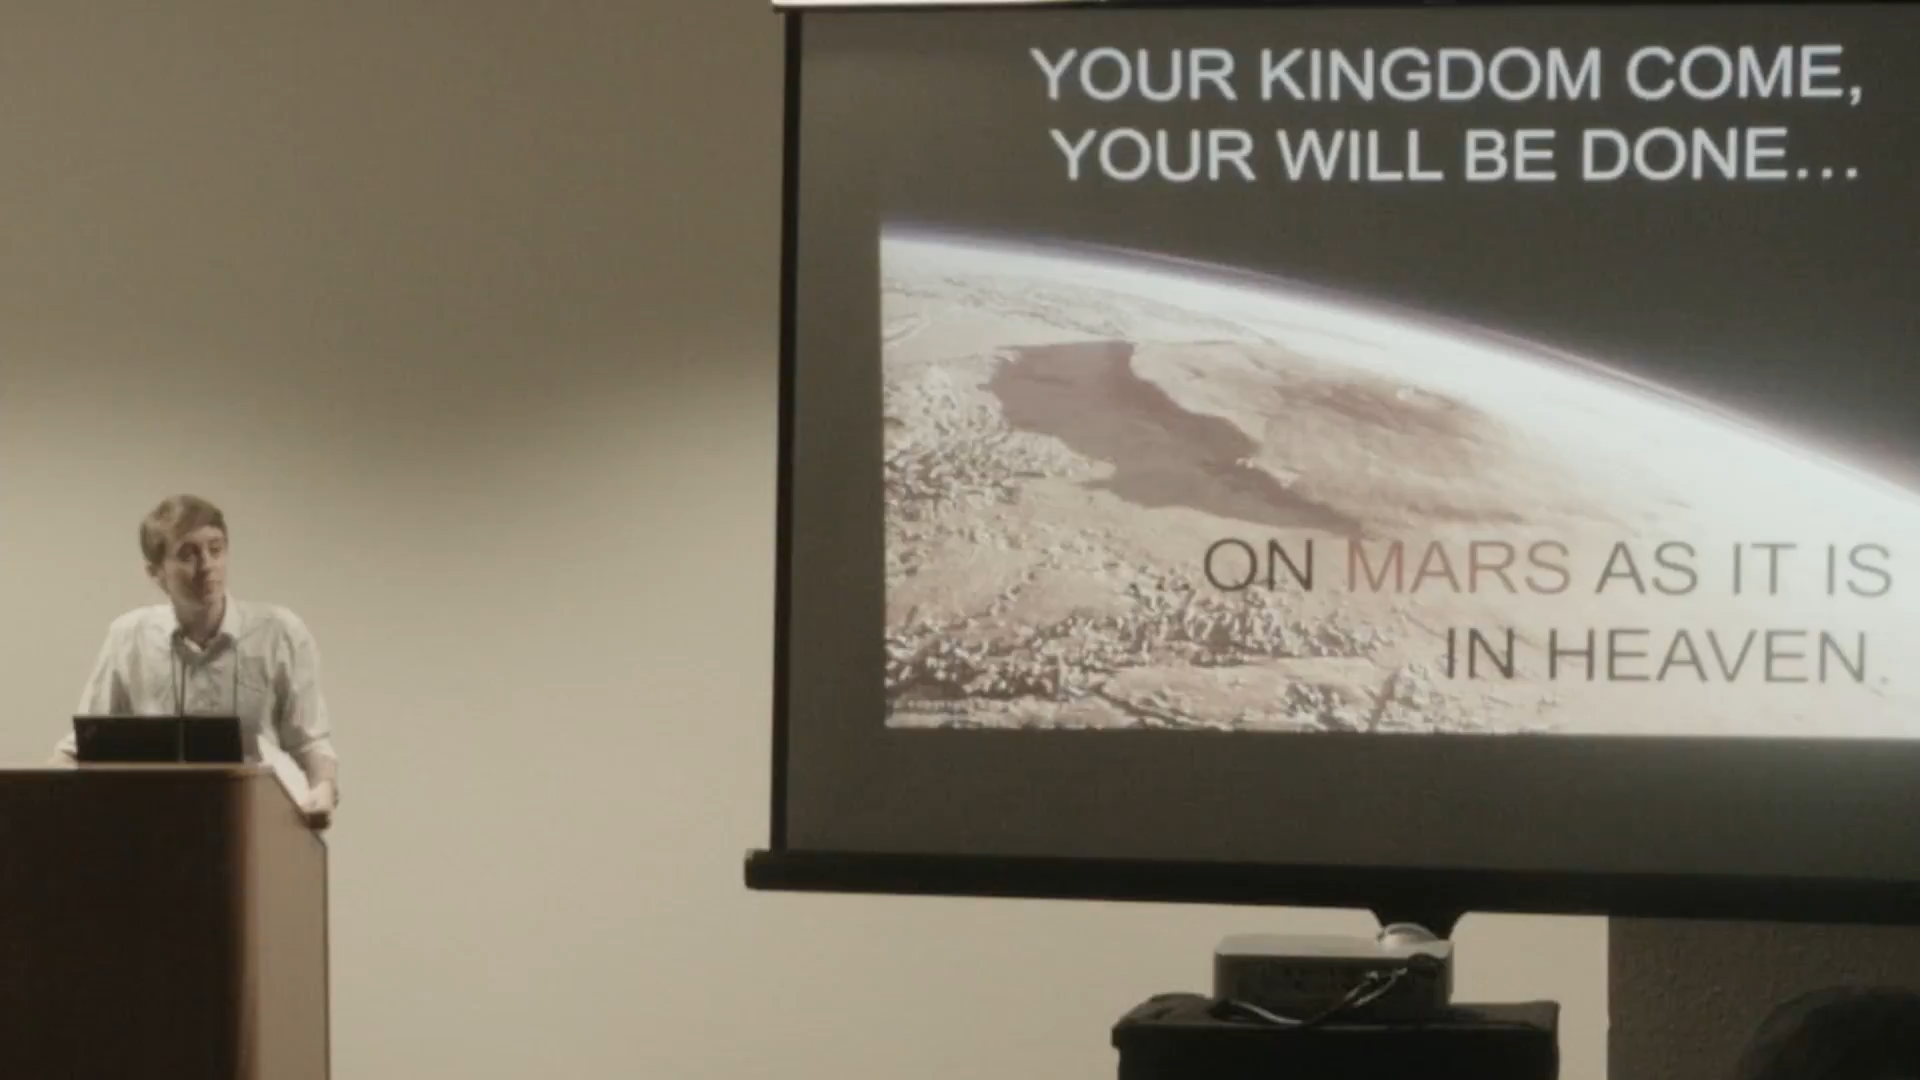 YOUR KINGDOM COME,
YOUR WILL BE DONE...
ON MARS AS IT IS
IN HEAVEN.